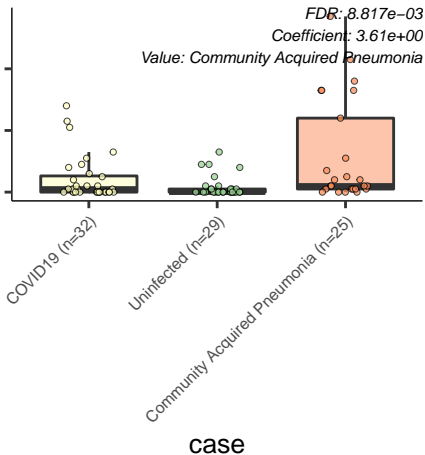 FDR: 8.817e−03
Coefficient: 3.61e+00
Value: Community Acquired Pneumonia
COVID19 (n=32)
Uninfected (n=29)
Community Acquired Pneumonia (n=25)
case